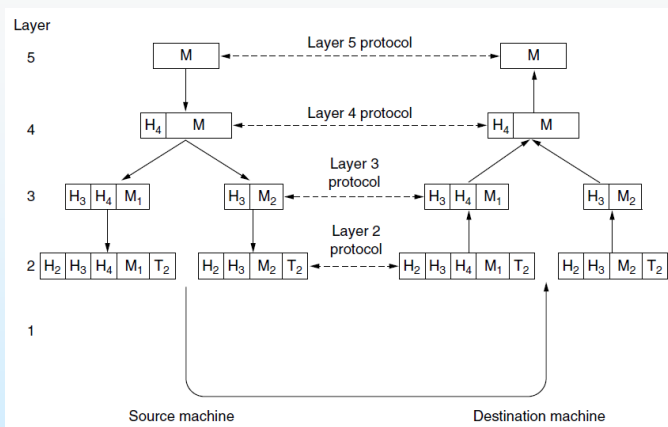 Layer
5 M Layer 5 protocol M
4 H₄ M Layer 4 protocol H₄ M
Layer 3
protocol
3 H₃ H₄ M₁ H₃ M₂ H₃ H₄ M₁ H₃ M₂
Layer 2
protocol
2 H₂ H₃ H₄ M₁ T₂ H₂ H₃ M₂ T₂ H₂ H₃ H₄ M₁ T₂ H₂ H₃ M₂ T₂
1
Source machine Destination machine